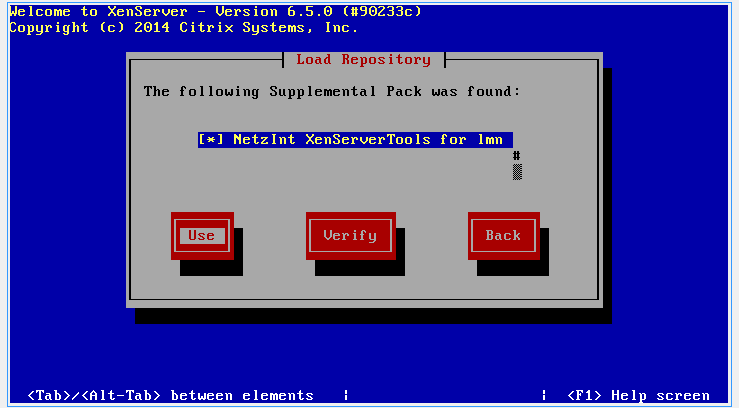 Welcome to XenServer - Version 6.5.0 (#90233c)
Copyright (c) 2014 Citrix Systems, Inc.
Load Repository
The following Supplemental Pack was found:
[*] NetzInt XenServerTools for lmn
#
Use Verify Back
<Tab>/<Alt-Tab> between elements | | <F1> Help screen